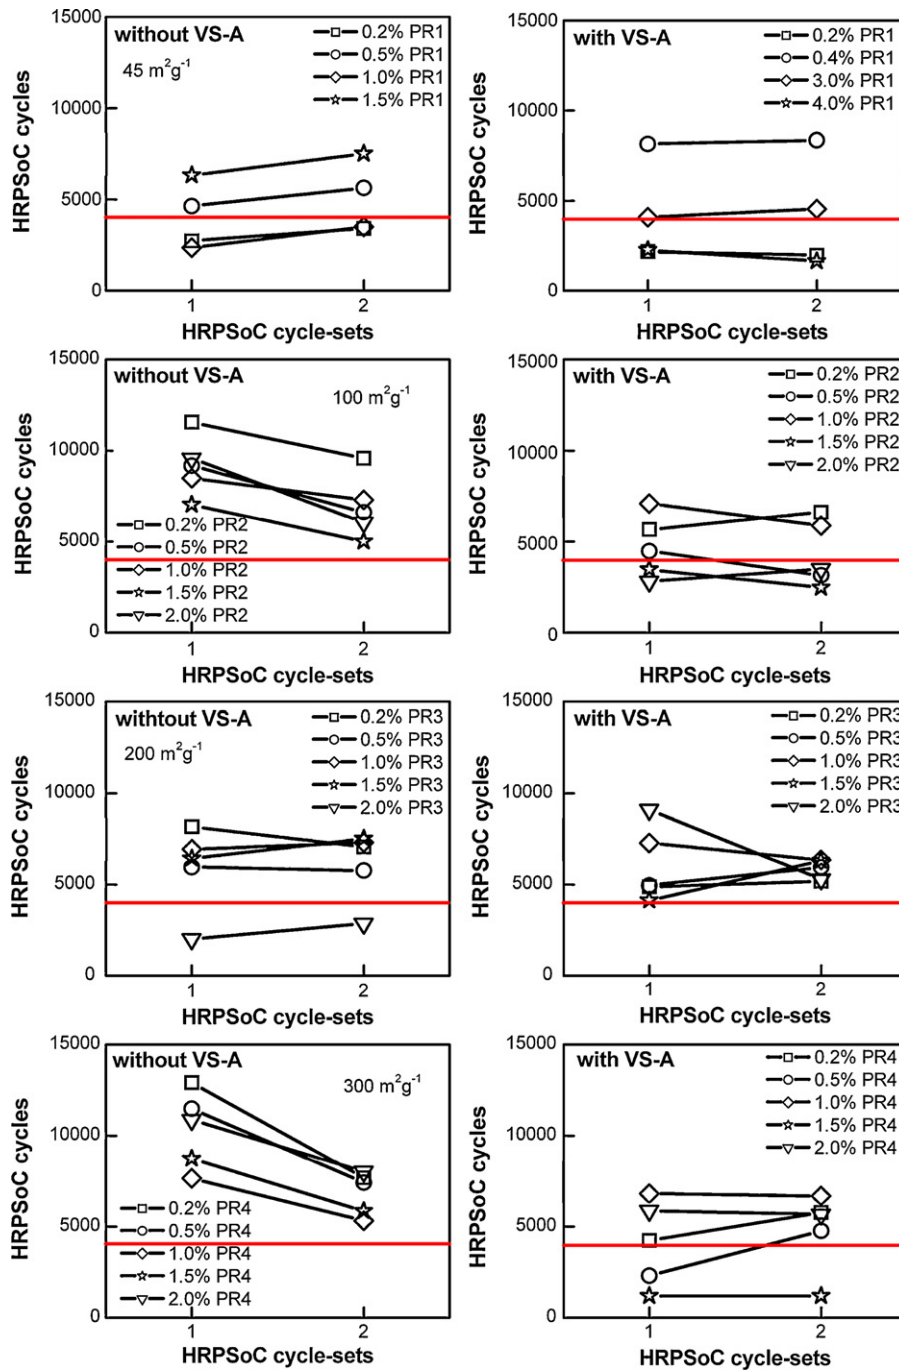 15000
10000
5000
0
HRPSoC cycles
without VS-A
45 m²g⁻¹
0.2% PR1
0.5% PR1
1.0% PR1
1.5% PR1
1
2
HRPSoC cycle-sets
15000
10000
5000
0
HRPSoC cycles
with VS-A
0.2% PR1
0.4% PR1
3.0% PR1
4.0% PR1
1
2
HRPSoC cycle-sets
15000
10000
5000
0
HRPSoC cycles
without VS-A
100 m²g⁻¹
0.2% PR2
0.5% PR2
1.0% PR2
1.5% PR2
2.0% PR2
1
2
HRPSoC cycle-sets
15000
10000
5000
0
HRPSoC cycles
with VS-A
0.2% PR2
0.5% PR2
1.0% PR2
1.5% PR2
2.0% PR2
1
2
HRPSoC cycle-sets
15000
10000
5000
0
HRPSoC cycles
withtout VS-A
200 m²g⁻¹
0.2% PR3
0.5% PR3
1.0% PR3
1.5% PR3
2.0% PR3
1
2
HRPSoC cycle-sets
15000
10000
5000
0
HRPSoC cycles
with VS-A
0.2% PR3
0.5% PR3
1.0% PR3
1.5% PR3
2.0% PR3
1
2
HRPSoC cycle-sets
15000
10000
5000
0
HRPSoC cycles
without VS-A
300 m²g⁻¹
0.2% PR4
0.5% PR4
1.0% PR4
1.5% PR4
2.0% PR4
1
2
HRPSoC cycle-sets
15000
10000
5000
0
HRPSoC cycles
with VS-A
0.2% PR4
0.5% PR4
1.0% PR4
1.5% PR4
2.0% PR4
1
2
HRPSoC cycle-sets